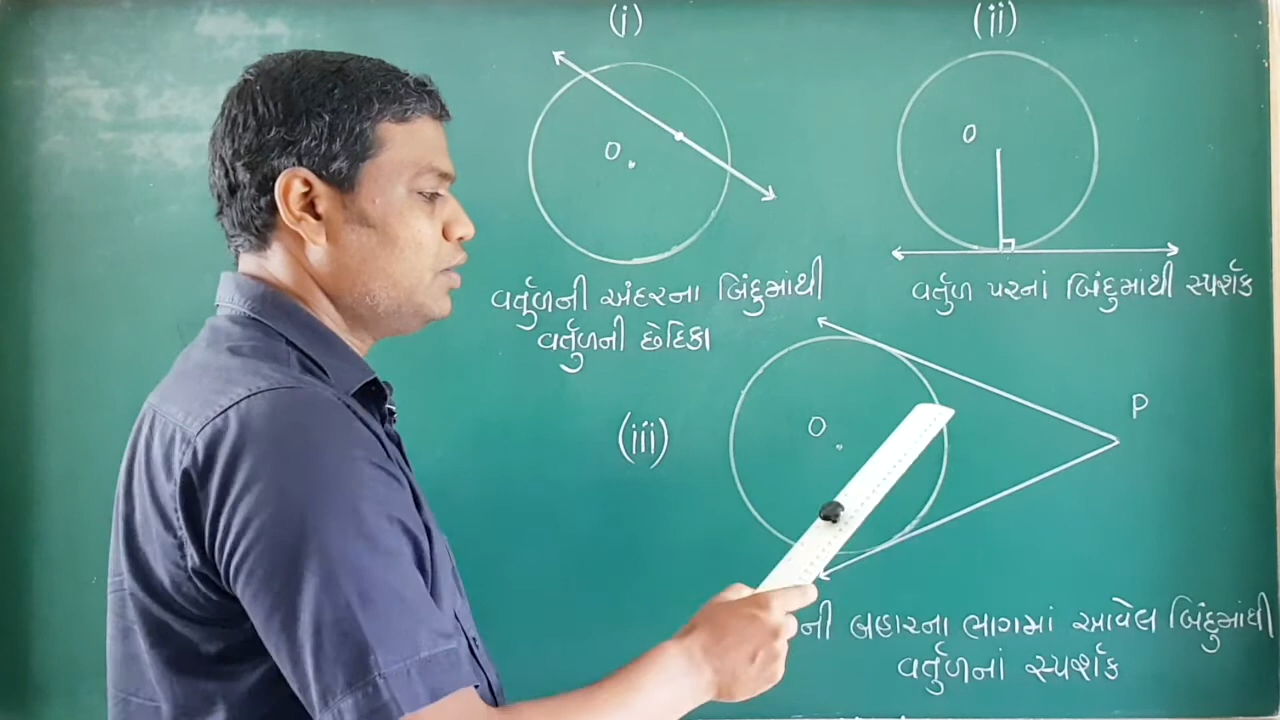 (i)
(ii)
O
O
વર્તુળની અંદરના બિંદુમાંથી
વર્તુળની છેદિકા
વર્તુળ પરનાં બિંદુમાંથી સ્પર્શક
(iii)
O
P
ની બહારના ભાગમાં આવેલ બિંદુમાંથી
વર્તુળનાં સ્પર્શક